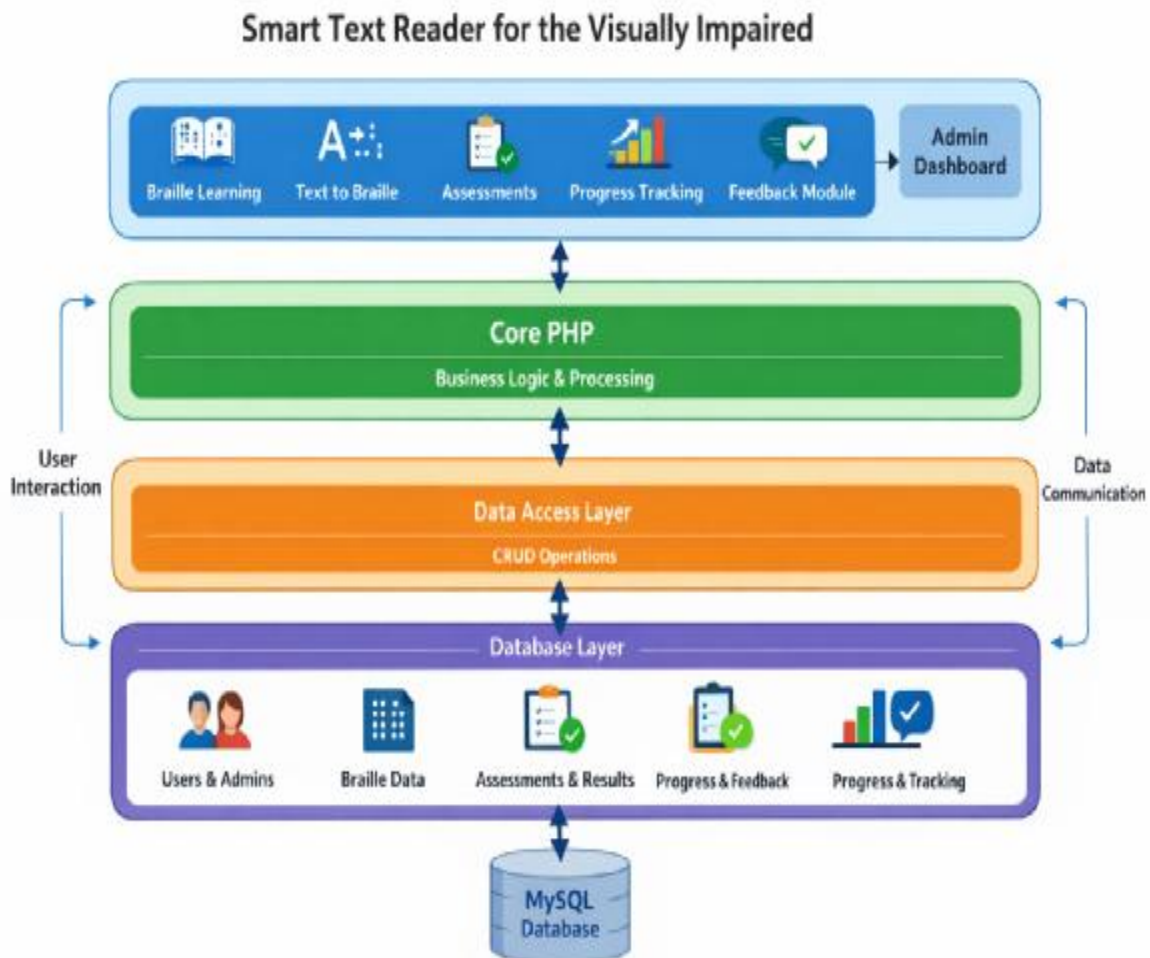 Smart Text Reader for the Visually Impaired
Braille Learning
Text to Braille
Assessments
Progress Tracking
Feedback Module
Admin
Dashboard
Core PHP
Business Logic & Processing
User
Interaction
Data
Communication
Data Access Layer
CRUD Operations
Database Layer
Users & Admins
Braille Data
Assessments & Results
Progress & Feedback
Progress & Tracking
MySQL
Database